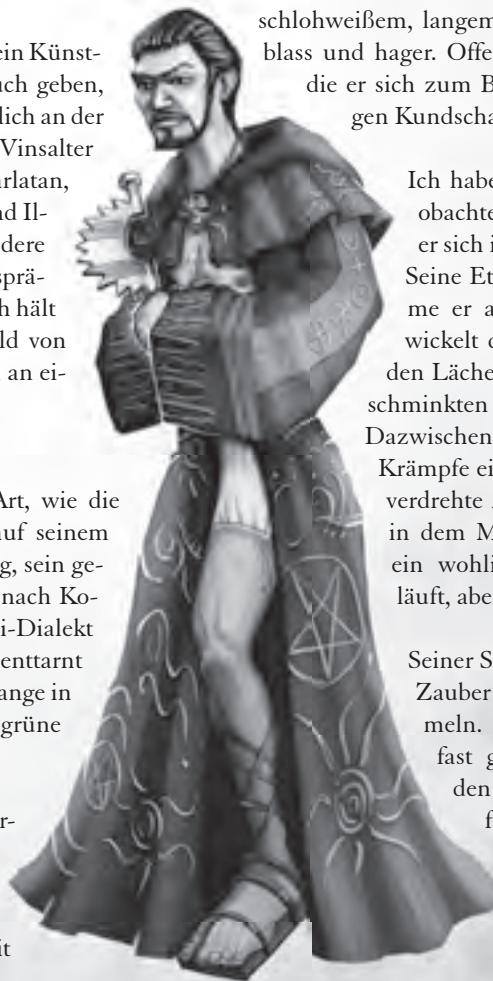 ein Künst-
uch geben,
lich an der
Vinsalter
arlatan,
nd Il-
dere
sprä-
h hält
ld von
an ei-
Art, wie die
uf seinem
g, sein ge-
nach Ko-
i-Dialekt
enttarnt
ange in
grüne
r-
it
schlohweißem, langem
blass und hager. Offe
die er sich zum B
gen Kundscha
Ich habe
obachte
er sich i
Seine Et
me er a
wickelt d
den Läche
schminkten
Dazwischen
Krämpfe ei
verdrehte
in dem M
ein wohli
läuft, abe
Seiner S
Zauber
meln.
fast g
den
f